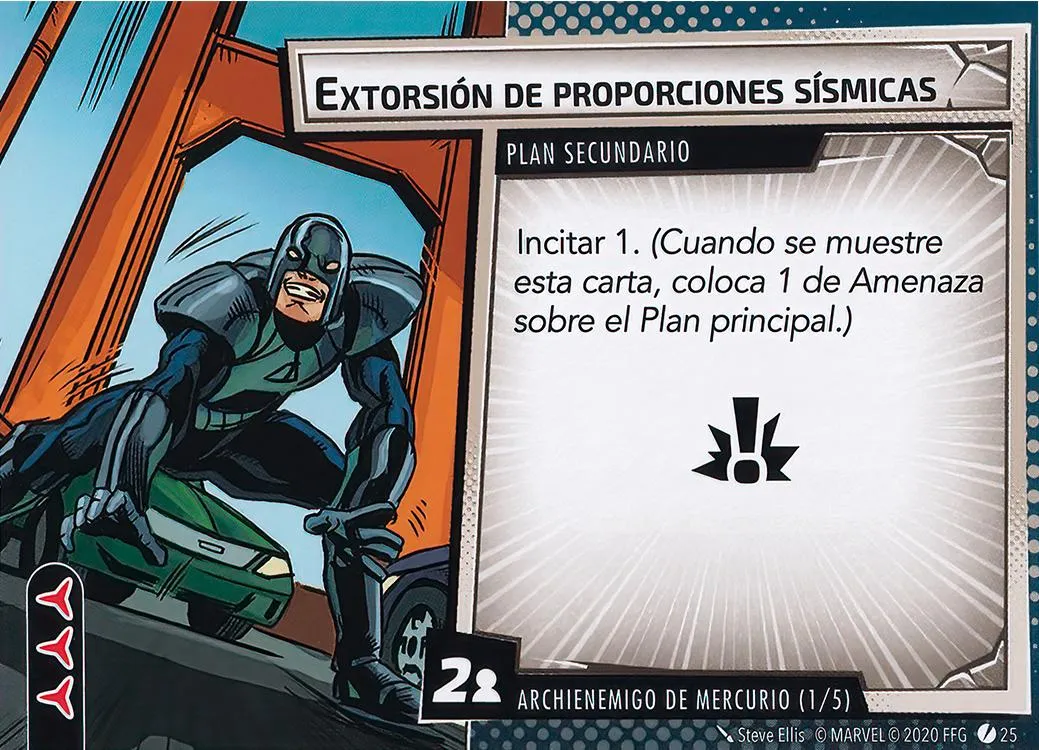 EXTORSIÓN DE PROPORCIONES SÍSMICAS
PLAN SECUNDARIO
Incitar 1. (Cuando se muestre
esta carta, coloca 1 de Amenaza
sobre el Plan principal.)
2
ARCHIENEMIGO DE MERCURIO (1/5)
Steve Ellis © MARVEL © 2020 FFG 25